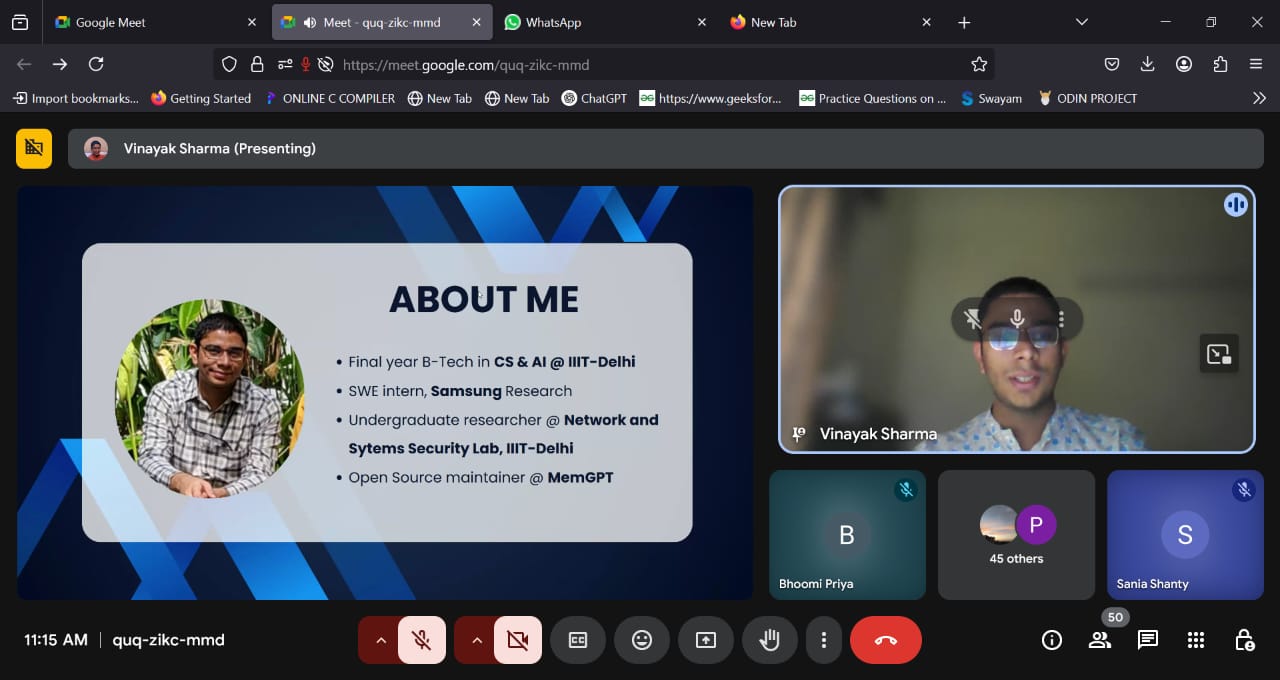 Google Meet
Meet - quq-zikc-mmd
WhatsApp
New Tab
https://meet.google.com/quq-zikc-mmd
Import bookmarks...
Getting Started
ONLINE C COMPILER
New Tab
New Tab
ChatGPT
https://www.geeksfor...
Practice Questions on ...
Swayam
ODIN PROJECT
Vinayak Sharma (Presenting)
ABOUT ME
• Final year B-Tech in CS & AI @ IIIT-Delhi
• SWE intern, Samsung Research
• Undergraduate researcher @ Network and
Sytems Security Lab, IIIT-Delhi
• Open Source maintainer @ MemGPT
Vinayak Sharma
B
Bhoomi Priya
P
45 others
S
Sania Shanty
11:15 AM | quq-zikc-mmd
CC
50